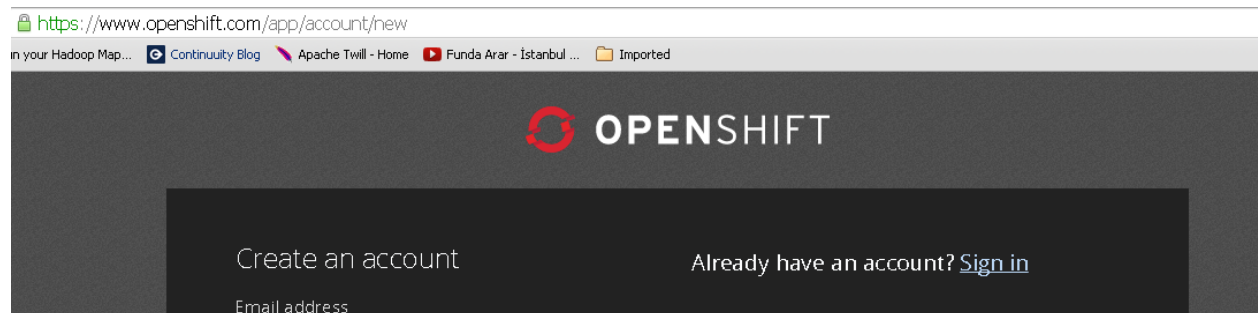 https://www.openshift.com/app/account/new
n your Hadoop Map... Continuuity Blog Apache Twill - Home Funda Arar - İstanbul ... Imported
OPENSHIFT
Create an account
Already have an account? Sign in
Email address